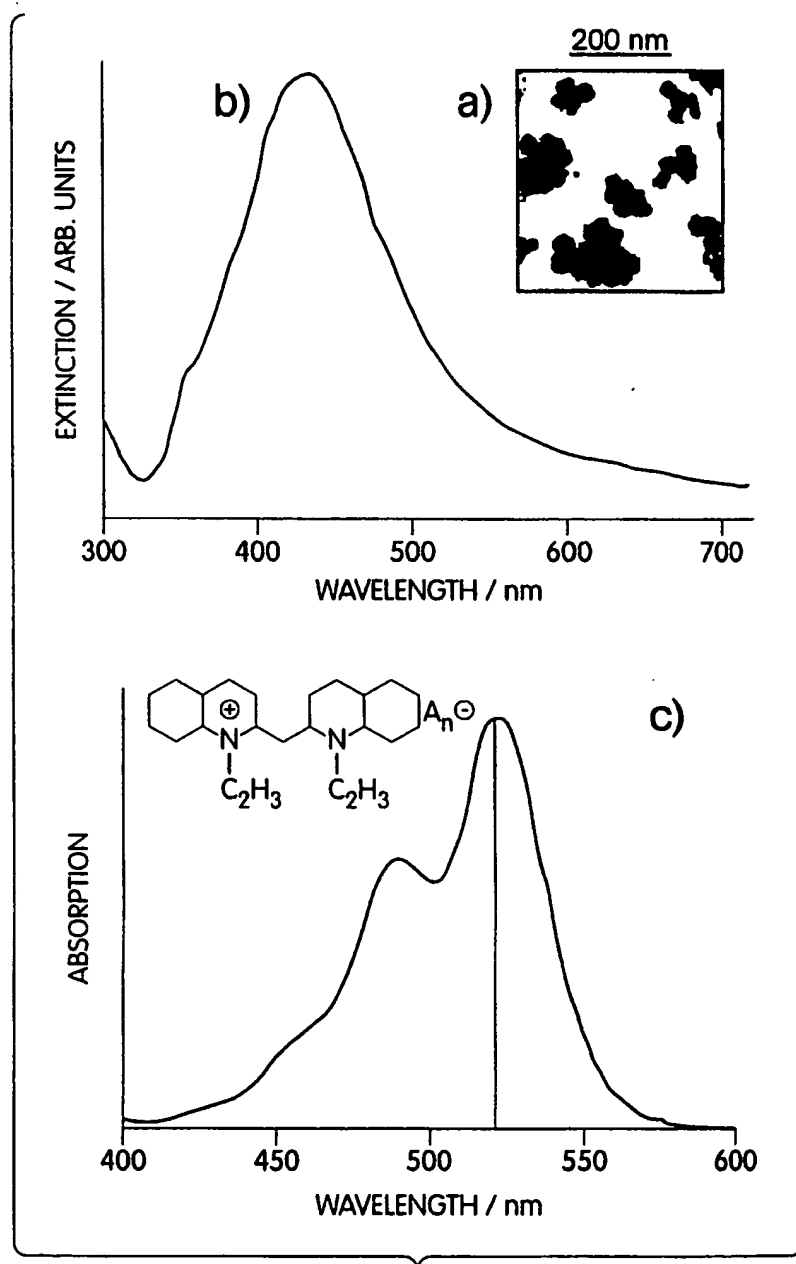 200 nm
b)
a)
EXTINCTION / ARB. UNITS
300
400
500
600
700
WAVELENGTH / nm
c)
⊕
N
N
Aₙ⊖
C₂H₃
C₂H₃
ABSORPTION
400
450
500
550
600
WAVELENGTH / nm